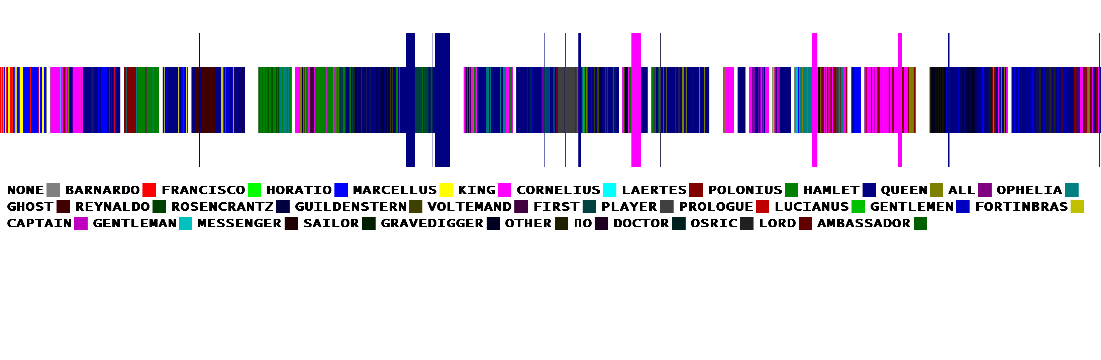 NONE BARNARDO FRANCISCO HORATIO MARCELLUS KING CORNELIUS LAERTES POLONIUS HAMLET QUEEN ALL OPHELIA
GHOST REYNALDO ROSENCRANTZ GUILDENSTERN VOLTEMAND FIRST PLAYER PROLOGUE LUCIANUS GENTLEMEN FORTINBRAS
CAPTAIN GENTLEMAN MESSENGER SAILOR GRAVEDIGGER OTHER ПО DOCTOR OSRIC LORD AMBASSADOR